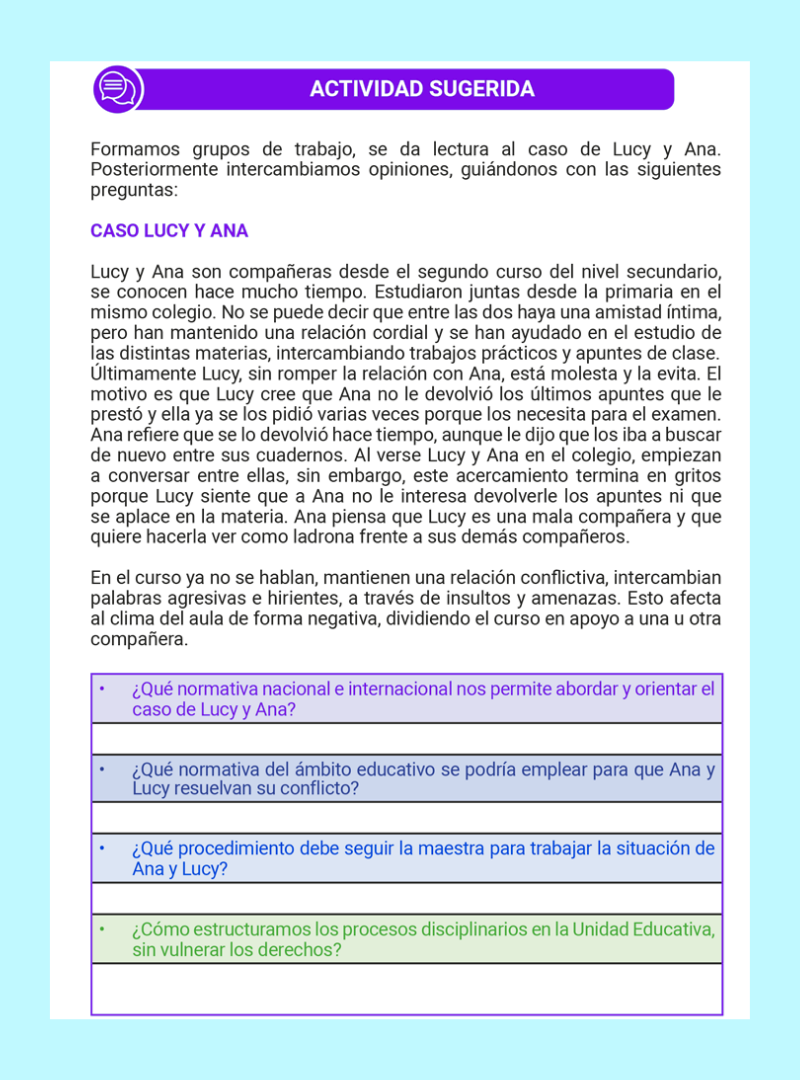 ACTIVIDAD SUGERIDA
Formamos grupos de trabajo, se da lectura al caso de Lucy y Ana.
Posteriormente intercambiamos opiniones, guiándonos con las siguientes
preguntas:
CASO LUCY Y ANA
Lucy y Ana son compañeras desde el segundo curso del nivel secundario,
se conocen hace mucho tiempo. Estudiaron juntas desde la primaria en el
mismo colegio. No se puede decir que entre las dos haya una amistad íntima,
pero han mantenido una relación cordial y se han ayudado en el estudio de
las distintas materias, intercambiando trabajos prácticos y apuntes de clase.
Últimamente Lucy, sin romper la relación con Ana, está molesta y la evita. El
motivo es que Lucy cree que Ana no le devolvió los últimos apuntes que le
prestó y ella ya se los pidió varias veces porque los necesita para el examen.
Ana refiere que se lo devolvió hace tiempo, aunque le dijo que los iba a buscar
de nuevo entre sus cuadernos. Al verse Lucy y Ana en el colegio, empiezan
a conversar entre ellas, sin embargo, este acercamiento termina en gritos
porque Lucy siente que a Ana no le interesa devolverle los apuntes ni que
se aplace en la materia. Ana piensa que Lucy es una mala compañera y que
quiere hacerla ver como ladrona frente a sus demás compañeros.
En el curso ya no se hablan, mantienen una relación conflictiva, intercambian
palabras agresivas e hirientes, a través de insultos y amenazas. Esto afecta
al clima del aula de forma negativa, dividiendo el curso en apoyo a una u otra
compañera.
• ¿Qué normativa nacional e internacional nos permite abordar y orientar el
caso de Lucy y Ana?
• ¿Qué normativa del ámbito educativo se podría emplear para que Ana y
Lucy resuelvan su conflicto?
• ¿Qué procedimiento debe seguir la maestra para trabajar la situación de
Ana y Lucy?
• ¿Cómo estructuramos los procesos disciplinarios en la Unidad Educativa,
sin vulnerar los derechos?